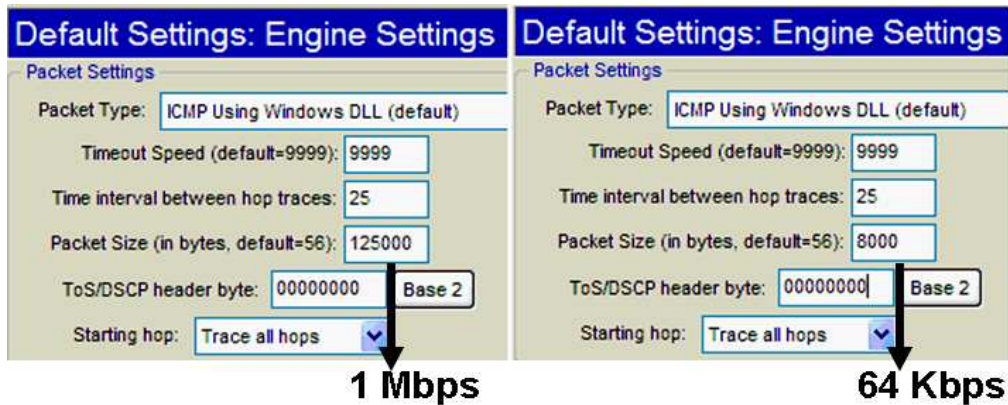 Default Settings: Engine Settings
Packet Settings
Packet Type: ICMP Using Windows DLL (default)
Timeout Speed (default=9999): 9999
Time interval between hop traces: 25
Packet Size (in bytes, default=56): 125000
ToS/DSCP header byte: 00000000 Base 2
Starting hop: Trace all hops
1 Mbps
Default Settings: Engine Settings
Packet Settings
Packet Type: ICMP Using Windows DLL (default)
Timeout Speed (default=9999): 9999
Time interval between hop traces: 25
Packet Size (in bytes, default=56): 8000
ToS/DSCP header byte: 00000000 Base 2
Starting hop: Trace all hops
64 Kbps